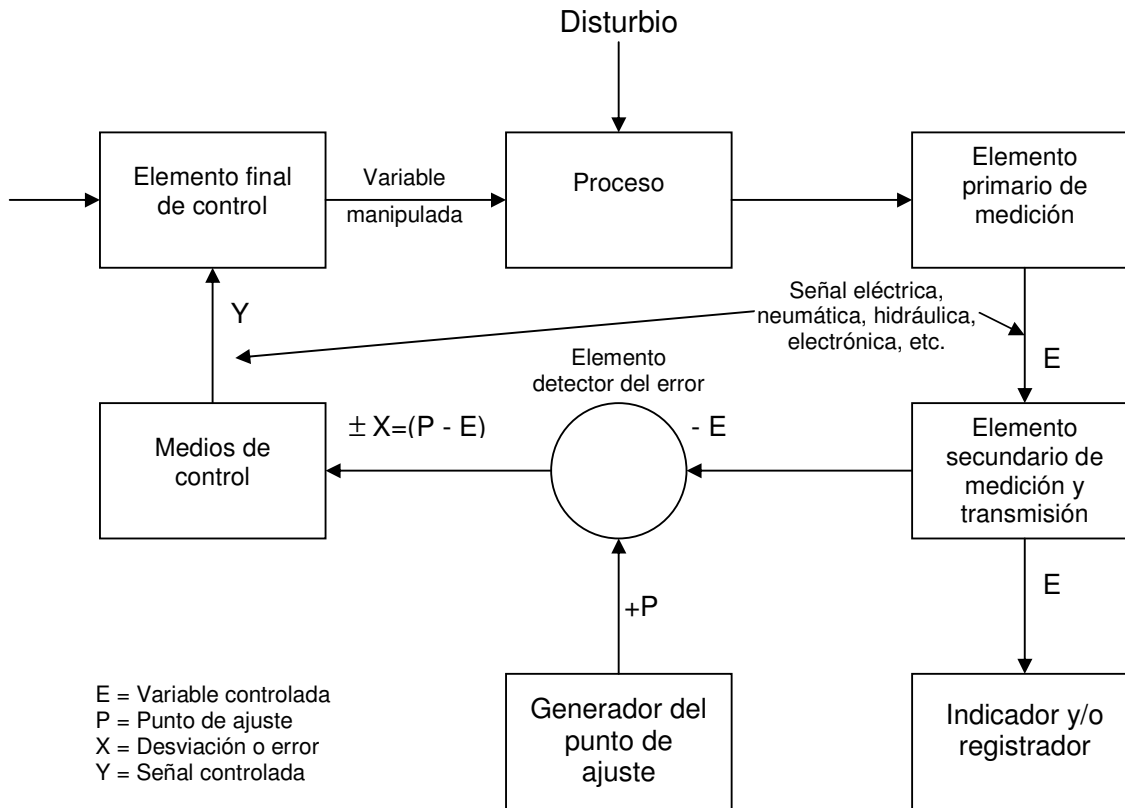 Disturbio
Elemento final
de control
Variable
manipulada
Proceso
Elemento
primario de
medición
Y
Señal eléctrica,
neumática, hidráulica,
electrónica, etc.
E
Elemento
detector del error
Medios de
control
± X=(P - E)
- E
Elemento
secundario de
medición y
transmisión
E
+P
E = Variable controlada
P = Punto de ajuste
X = Desviación o error
Y = Señal controlada
Generador del
punto de
ajuste
Indicador y/o
registrador